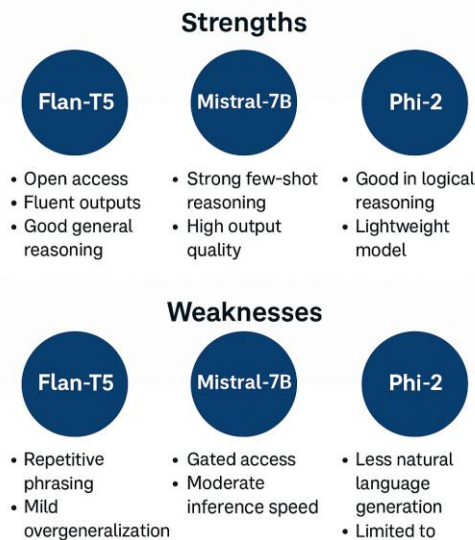 Strengths
Flan-T5 Mistral-7B Phi-2
• Open access
• Fluent outputs
• Good general
reasoning
• Strong few-shot
reasoning
• High output
quality
• Good in logical
reasoning
• Lightweight
model
Weaknesses
Flan-T5 Mistral-7B Phi-2
• Repetitive
phrasing
• Mild
overgeneralization
• Gated access
• Moderate
inference speed
• Less natural
language
generation
• Limited to